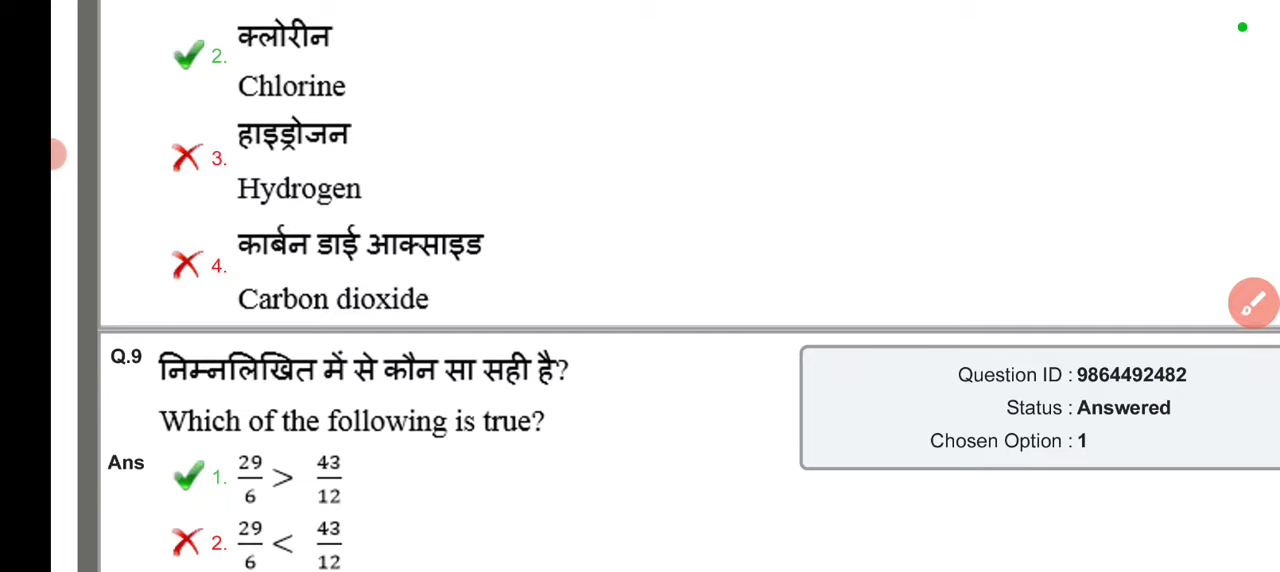 2. क्लोरीन
Chlorine
3. हाइड्रोजन
Hydrogen
4. कार्बन डाई आक्साइड
Carbon dioxide
Q.9 निम्नलिखित में से कौन सा सही है?
Which of the following is true?
Question ID : 9864492482
Status : Answered
Chosen Option : 1
Ans 1. 29/6 > 43/12
2. 29/6 < 43/12